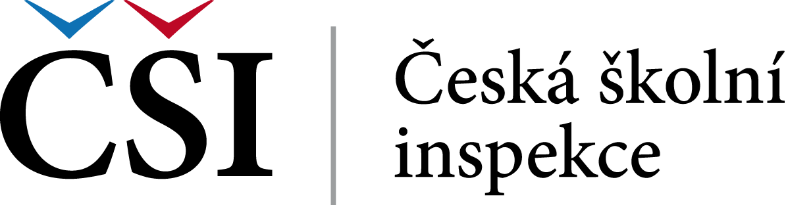 ČŠI
Česká školní
inspekce